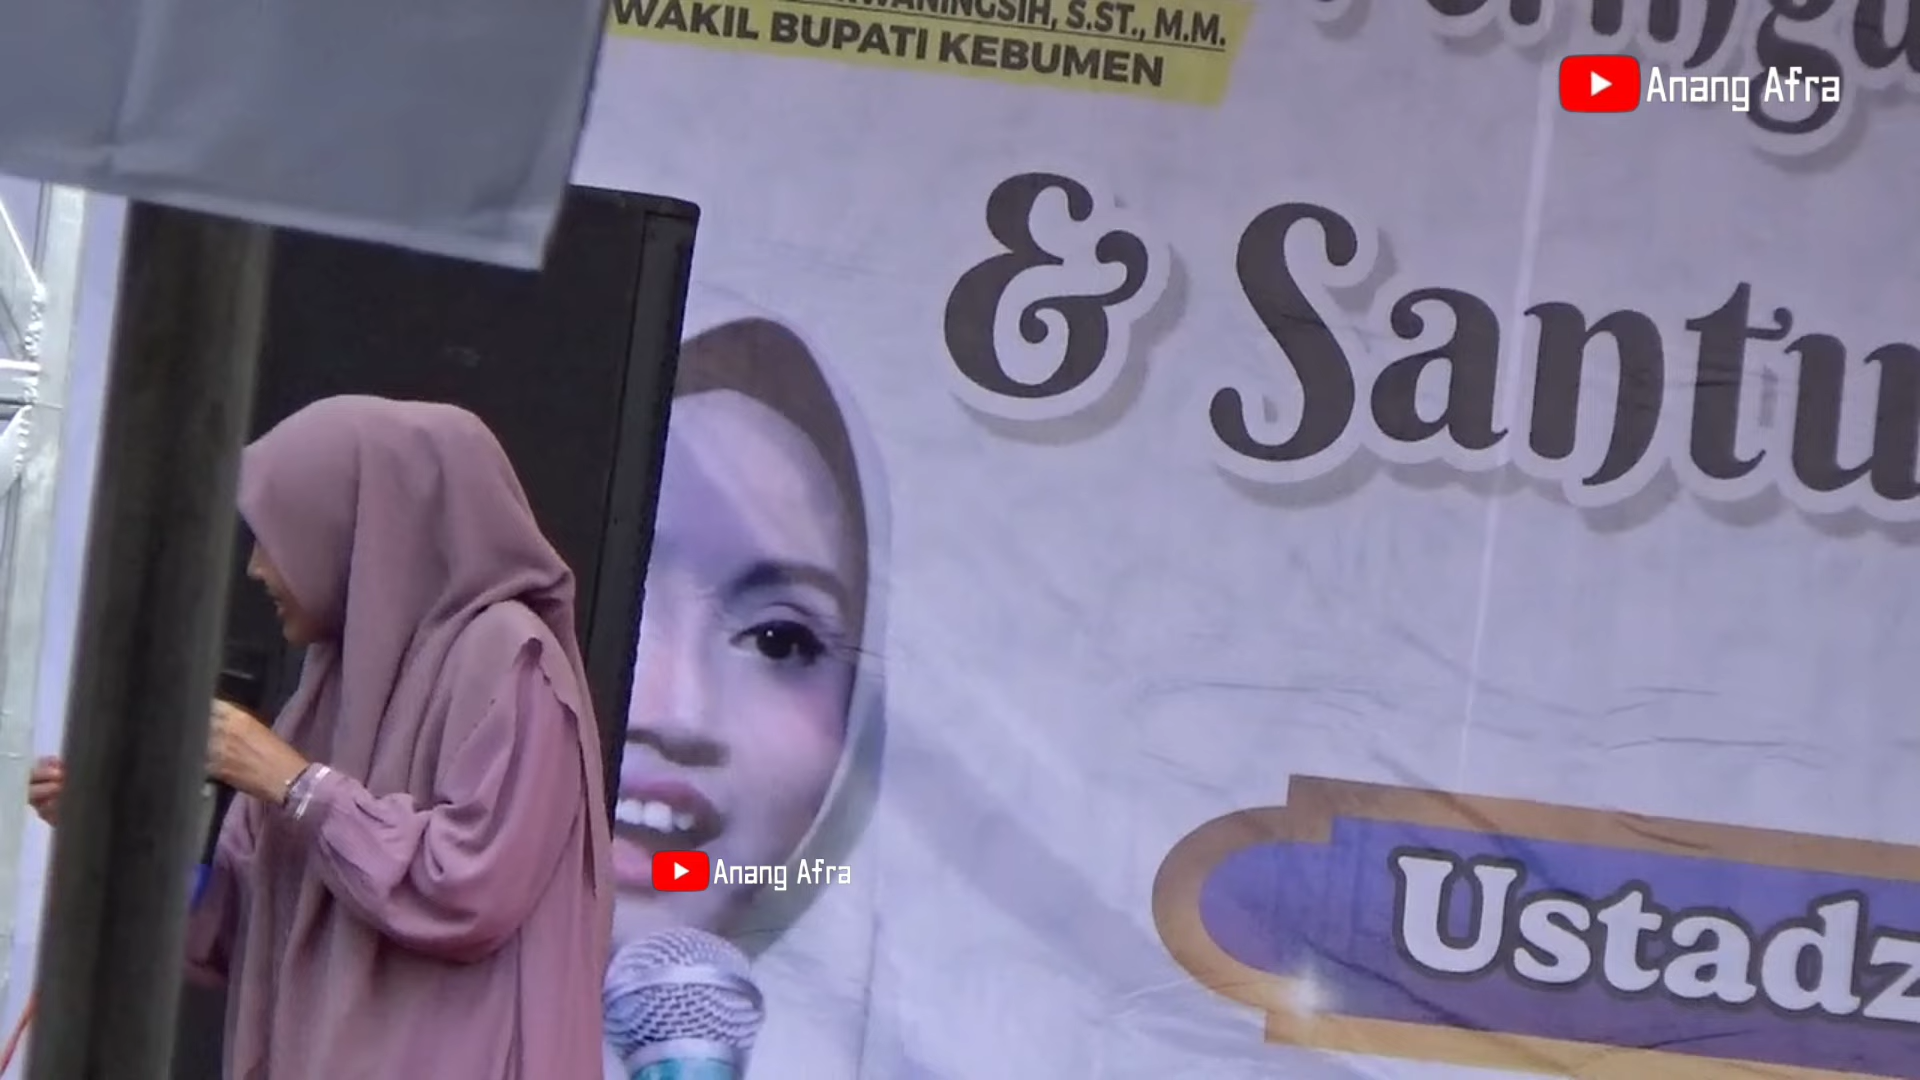 S.ST., M.M.
WAKIL BUPATI KEBUMEN
Anang Afra
& Santu
Anang Afra
Ustadz